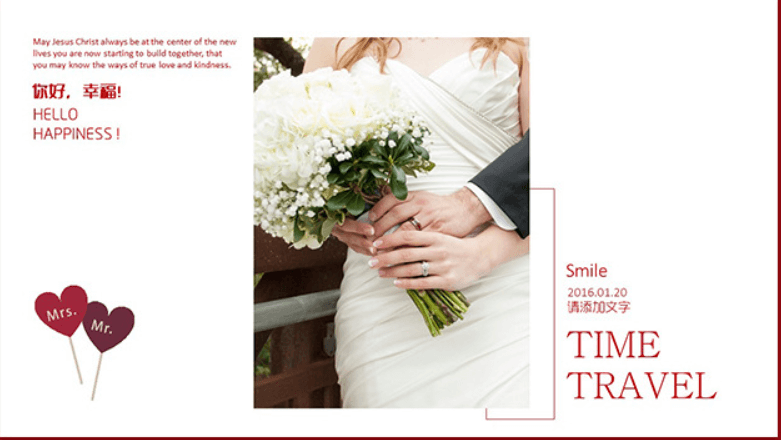 May Jesus Christ always be at the center of the new
lives you are now starting to build together, that
you may know the ways of true love and kindness.
你好，幸福!
HELLO
HAPPINESS !
Mrs.
Mr.
Smile
2016.01.20
请添加文字
TIME
TRAVEL